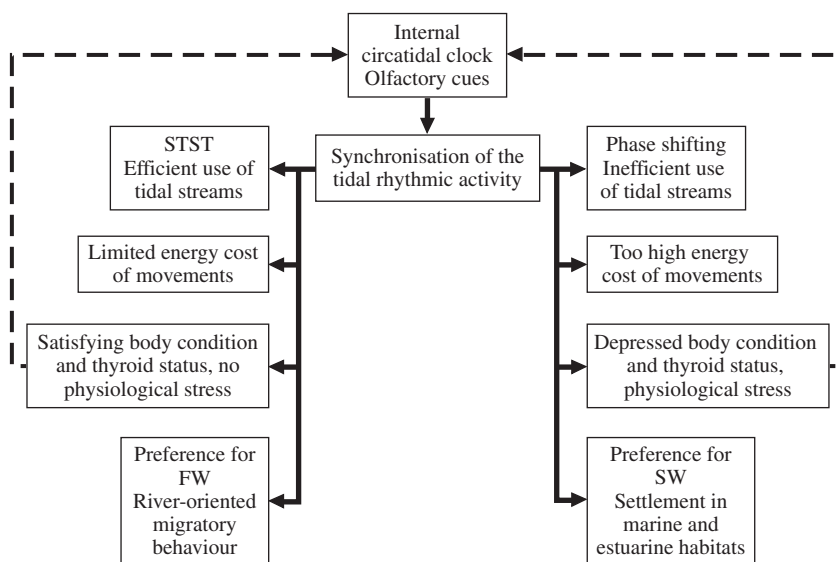 Internal
circatidal clock
Olfactory cues
STST
Efficient use of
tidal streams
Synchronisation of the
tidal rhythmic activity
Phase shifting
Inefficient use
of tidal streams
Limited energy cost
of movements
Too high energy
cost of movements
Satisfying body condition
and thyroid status, no
physiological stress
Depressed body condition
and thyroid status,
physiological stress
Preference for
FW
River-oriented
migratory
behaviour
Preference for
SW
Settlement in
marine and
estuarine habitats